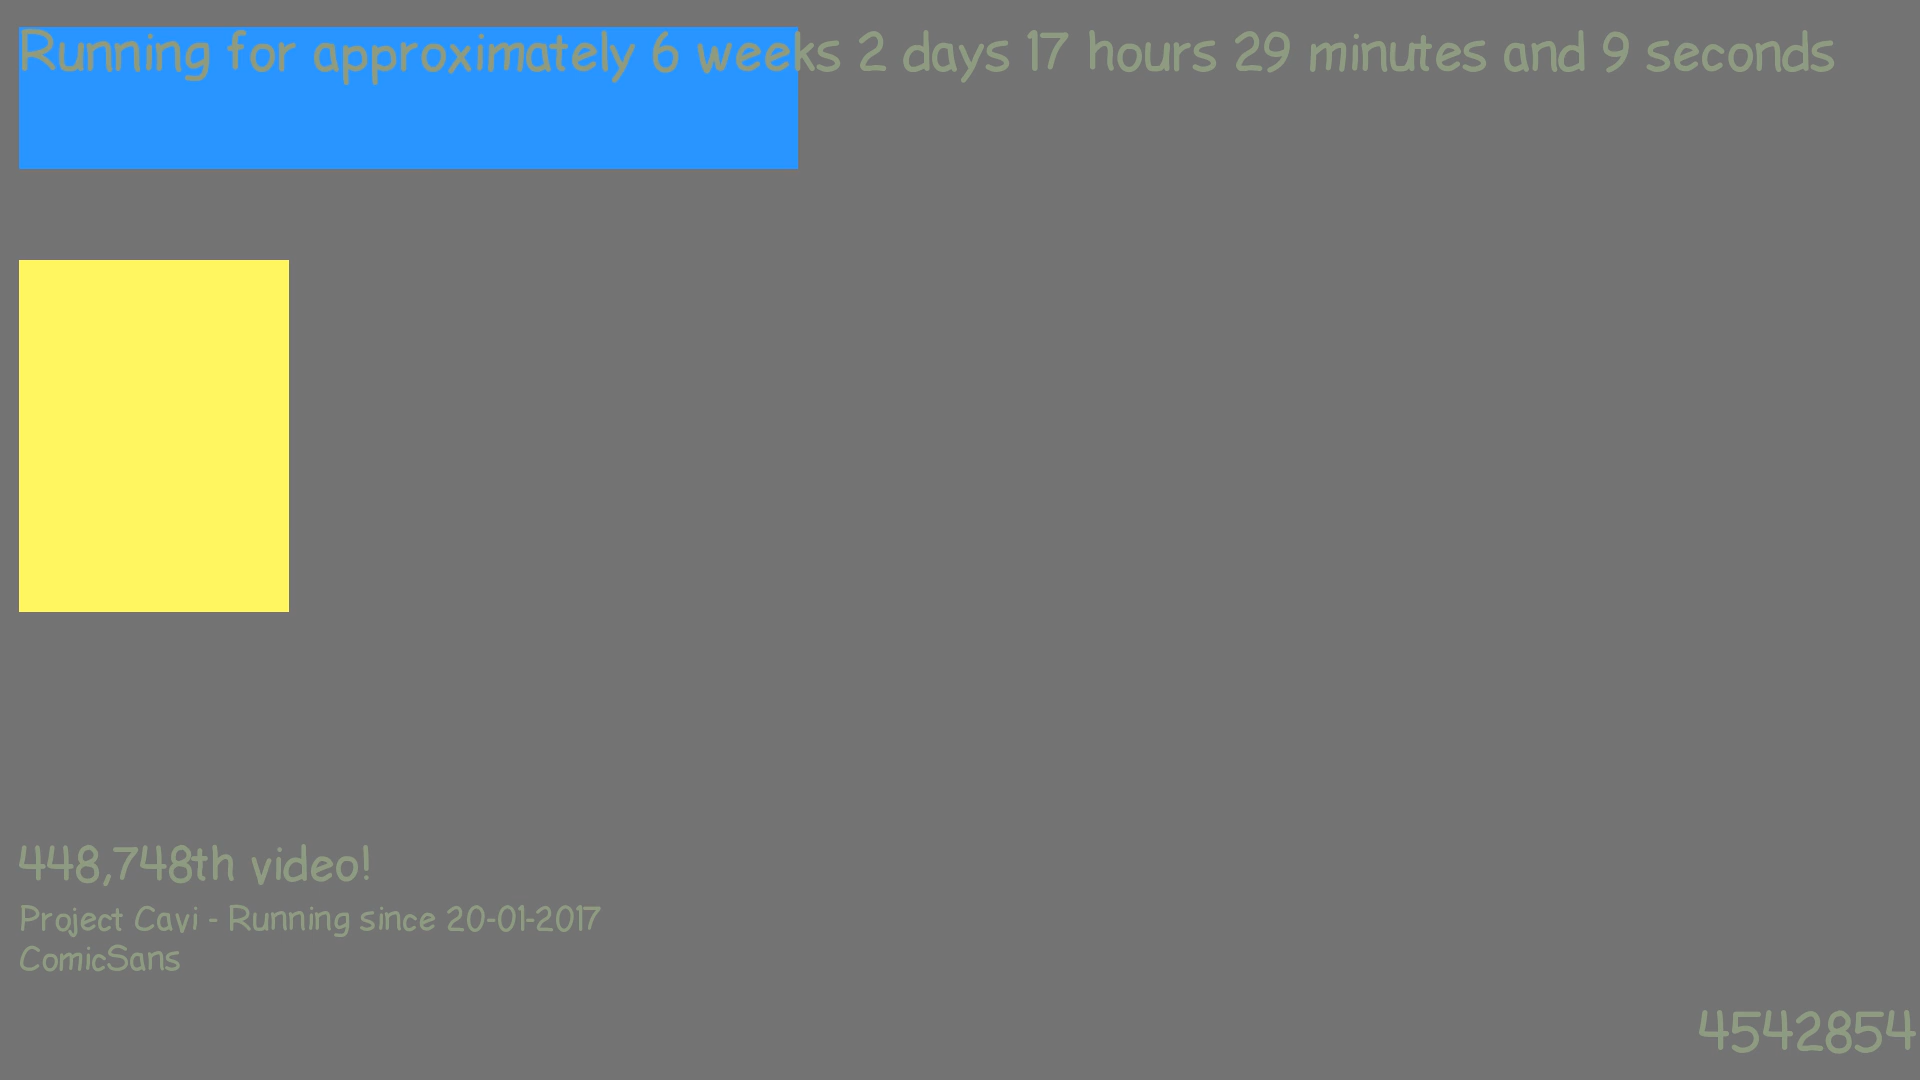 Running for approximately 6 weeks 2 days 17 hours 29 minutes and 9 seconds
448,748th video!
Project Cavi - Running since 20-01-2017
ComicSans
4542854